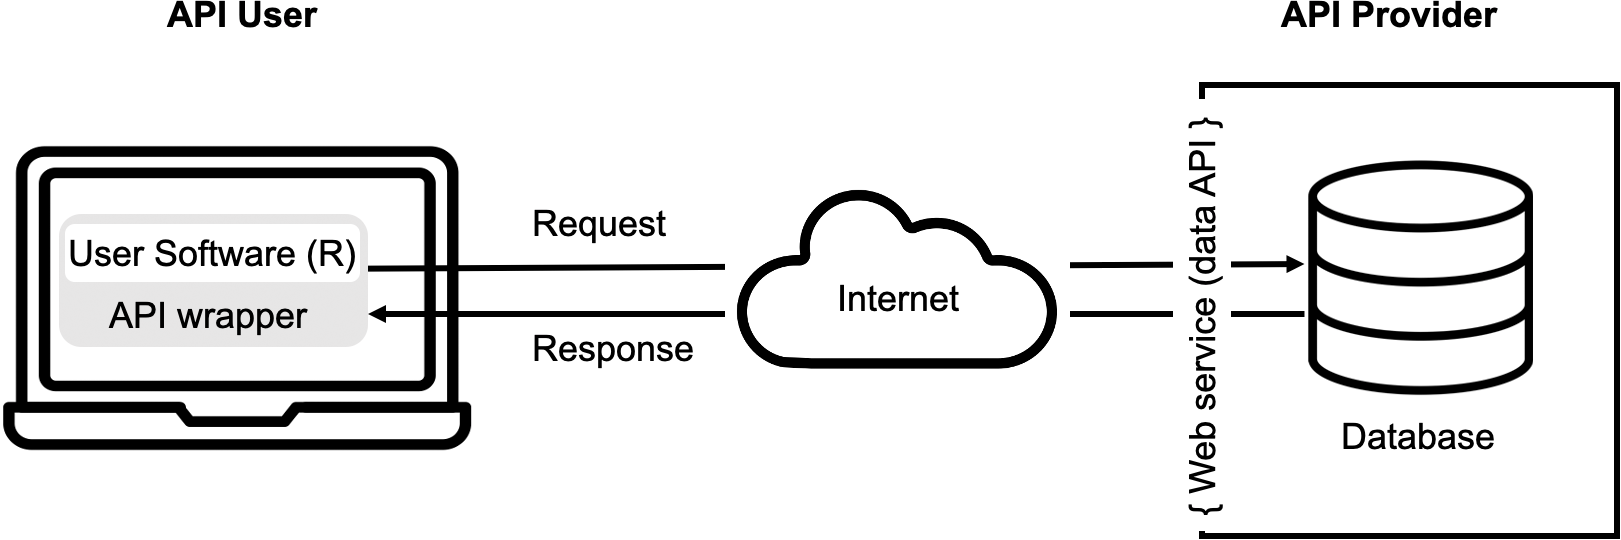 API User
API Provider
User Software (R)
API wrapper
Request
Response
Internet
{ Web service (data API) }
Database